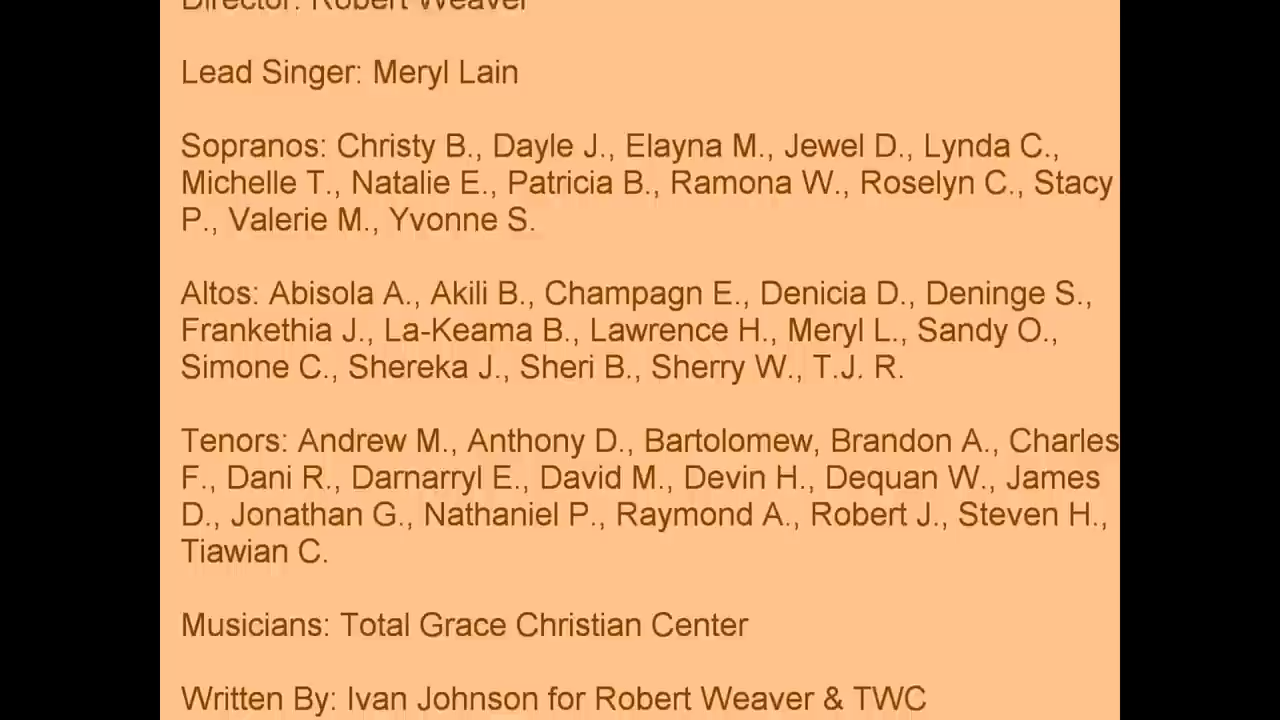 Director: Robert Weaver
Lead Singer: Meryl Lain
Sopranos: Christy B., Dayle J., Elayna M., Jewel D., Lynda C.,
Michelle T., Natalie E., Patricia B., Ramona W., Roselyn C., Stacy
P., Valerie M., Yvonne S.
Altos: Abisola A., Akili B., Champagn E., Denicia D., Deninge S.,
Frankethia J., La-Keama B., Lawrence H., Meryl L., Sandy O.,
Simone C., Shereka J., Sheri B., Sherry W., T.J. R.
Tenors: Andrew M., Anthony D., Bartolomew, Brandon A., Charles
F., Dani R., Darnarryl E., David M., Devin H., Dequan W., James
D., Jonathan G., Nathaniel P., Raymond A., Robert J., Steven H.,
Tiawian C.
Musicians: Total Grace Christian Center
Written By: Ivan Johnson for Robert Weaver & TWC